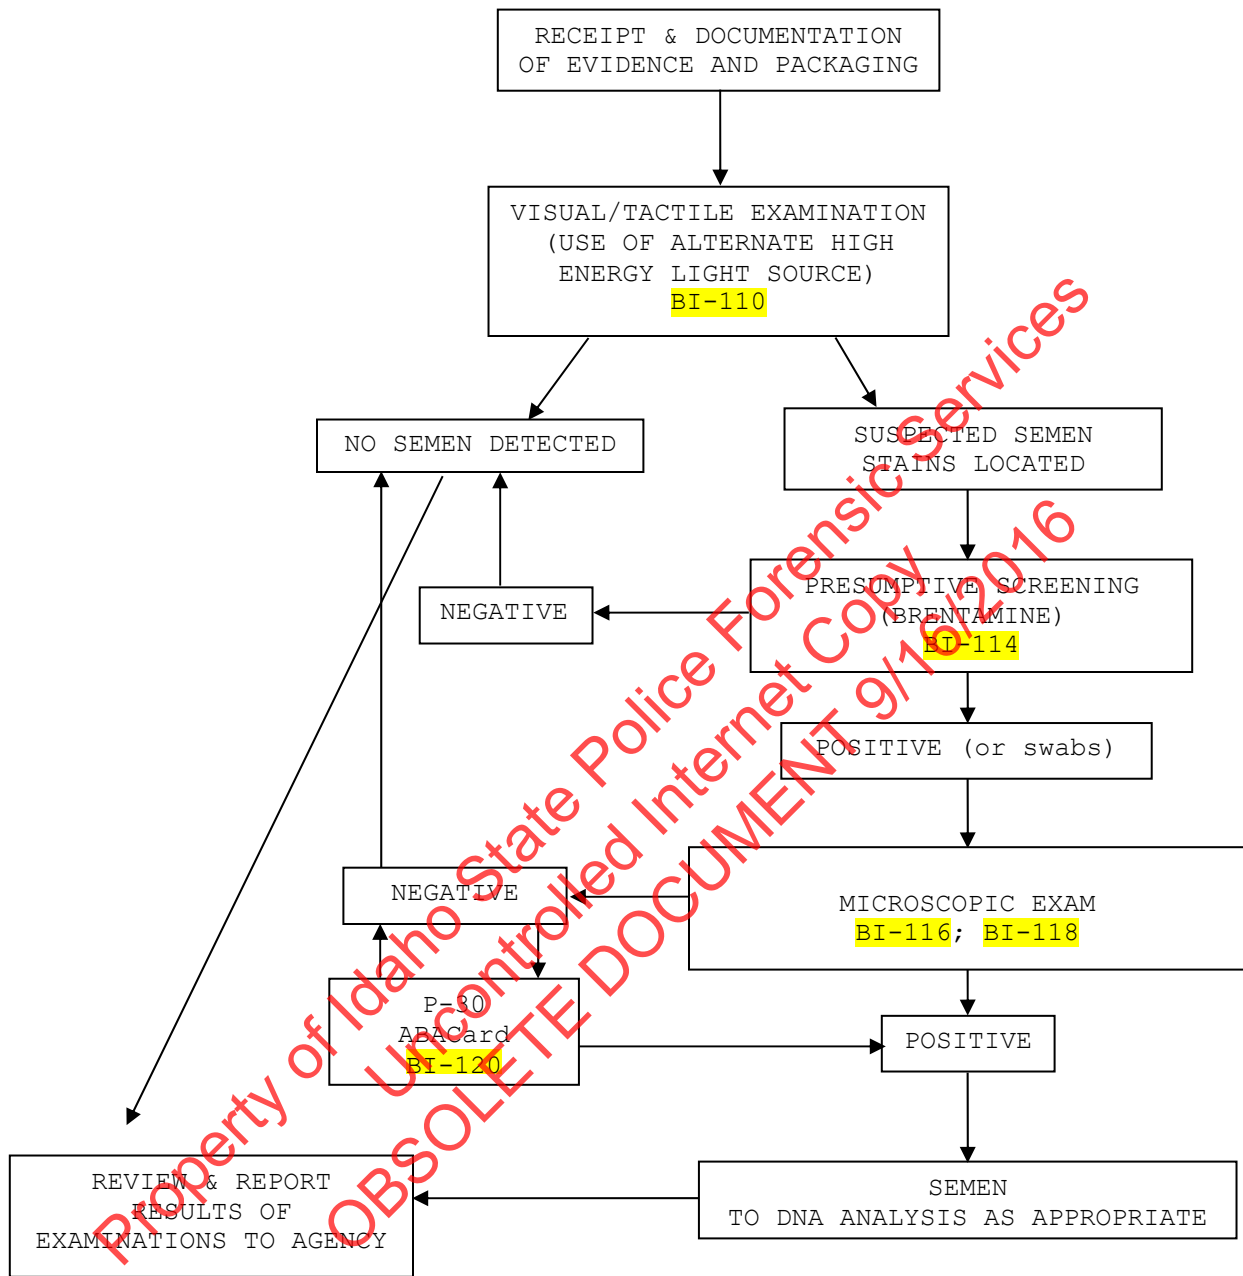 RECEIPT & DOCUMENTATION
OF EVIDENCE AND PACKAGING
VISUAL/TACTILE EXAMINATION
(USE OF ALTERNATE HIGH
ENERGY LIGHT SOURCE)
BI-110
NO SEMEN DETECTED
SUSPECTED SEMEN
STAINS LOCATED
NEGATIVE
PRESUMPTIVE SCREENING
(BRENTAMINE)
BI-114
POSITIVE (or swabs)
NEGATIVE
MICROSCOPIC EXAM
BI-116; BI-118
P-30
ABACard
BI-120
POSITIVE
REVIEW & REPORT
RESULTS OF
EXAMINATIONS TO AGENCY
SEMEN
TO DNA ANALYSIS AS APPROPRIATE
Property of Idaho State Police Forensic Services
Uncontrolled Internet Copy
OBSOLETE DOCUMENT 9/16/2016